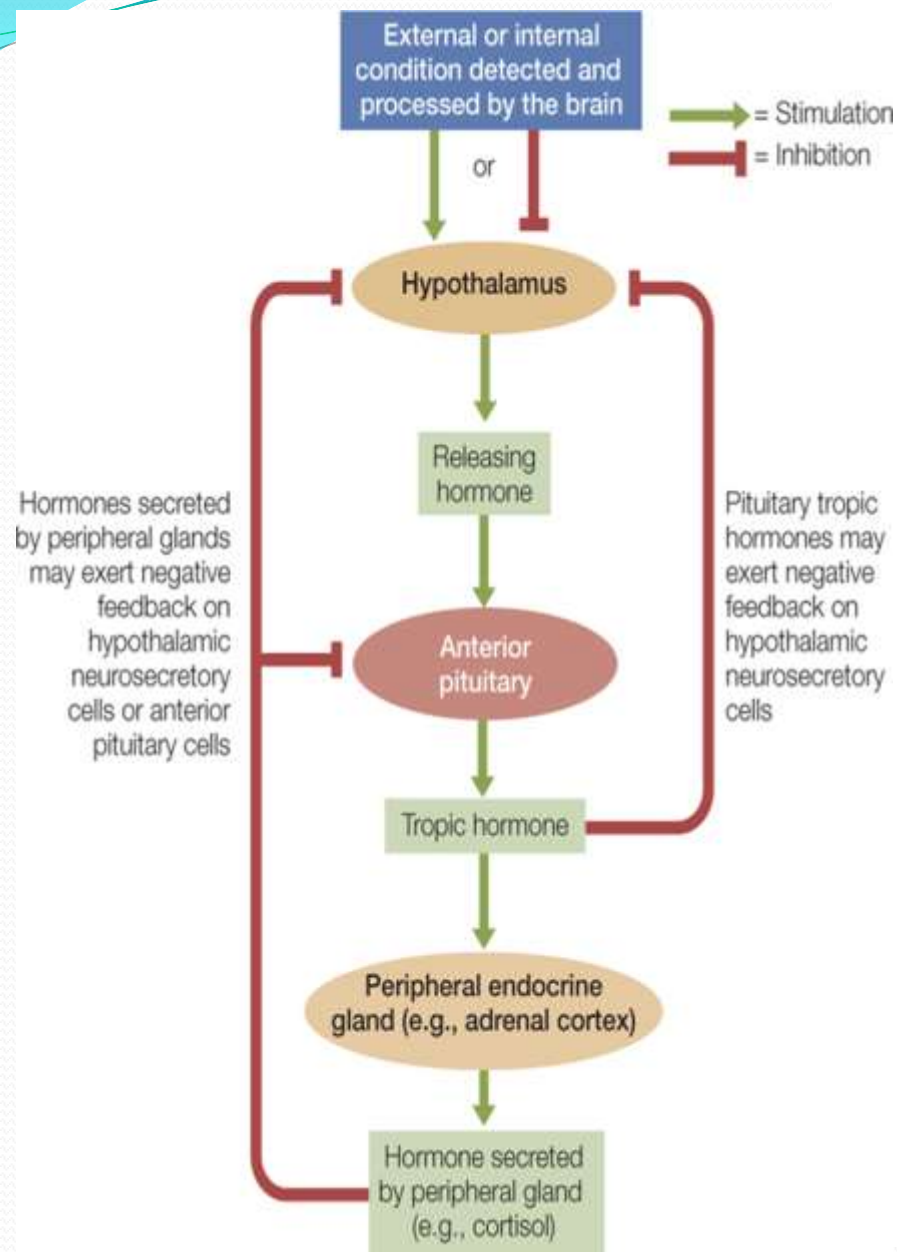 External or internal
condition detected and
processed by the brain
= Stimulation
= Inhibition
or
Hypothalamus
Releasing
hormone
Hormones secreted
by peripheral glands
may exert negative
feedback on
hypothalamic
neurosecretory
cells or anterior
pituitary cells
Pituitary tropic
hormones may
exert negative
feedback on
hypothalamic
neurosecretory
cells
Anterior
pituitary
Tropic hormone
Peripheral endocrine
gland (e.g., adrenal cortex)
Hormone secreted
by peripheral gland
(e.g., cortisol)